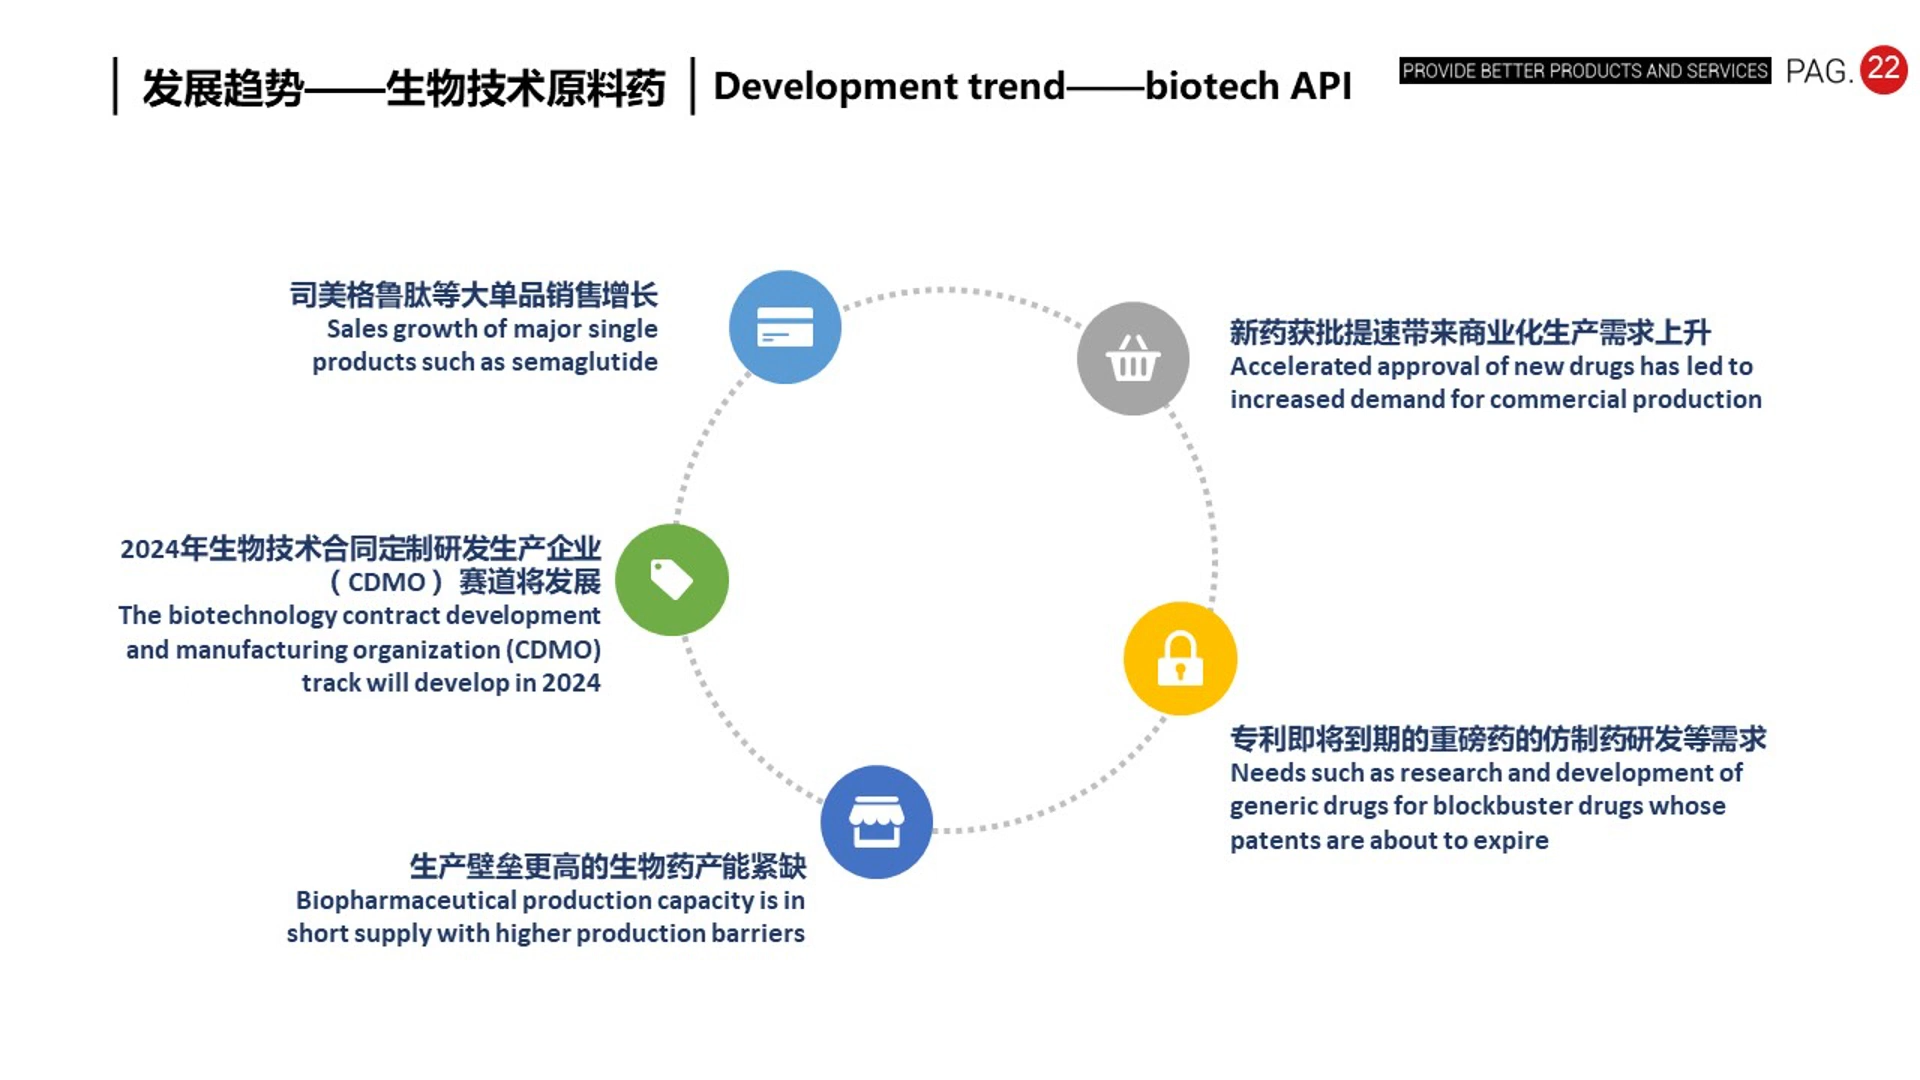 发展趋势——生物技术原料药
Development trend——biotech API
PROVIDE BETTER PRODUCTS AND SERVICES
PAG. 22
司美格鲁肽等大单品销售增长
Sales growth of major single
products such as semaglutide
新药获批提速带来商业化生产需求上升
Accelerated approval of new drugs has led to
increased demand for commercial production
2024年生物技术合同定制研发生产企业
（CDMO） 赛道将发展
The biotechnology contract development
and manufacturing organization (CDMO)
track will develop in 2024
专利即将到期的重磅药的仿制药研发等需求
Needs such as research and development of
generic drugs for blockbuster drugs whose
patents are about to expire
生产壁垒更高的生物药产能紧缺
Biopharmaceutical production capacity is in
short supply with higher production barriers